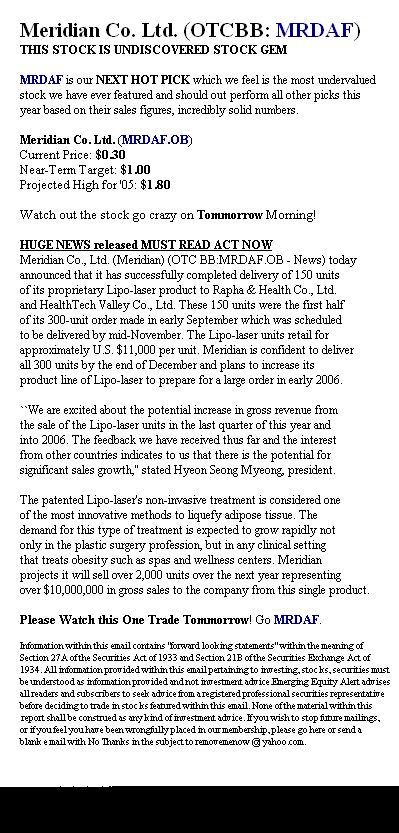 Meridian Co. Ltd. (OTCBB: MRDAF)
THIS STOCK IS UNDISCOVERED STOCK GEM
MRDAF is our NEXT HOT PICK which we feel is the most undervalued
stock we have ever featured and should out perform all other picks this
year based on their sales figures, incredibly solid numbers.
Meridian Co. Ltd. (MRDAF.OB)
Current Price: $0.30
Near-Term Target: $1.00
Projected High for '05: $1.80
Watch out the stock go crazy on Tommorrow Morning!
HUGE NEWS released MUST READ ACT NOW
Meridian Co., Ltd. (Meridian) (OTC BB:MRDAF.OB - News) today
announced that it has successfully completed delivery of 150 units
of its proprietary Lipo-laser product to Rapha & Health Co., Ltd.
and HealthTech Valley Co., Ltd. These 150 units were the first half
of its 300-unit order made in early September which was scheduled
to be delivered by mid-November. The Lipo-laser units retail for
approximately U.S. $11,000 per unit. Meridian is confident to deliver
all 300 units by the end of December and plans to increase its
product line of Lipo-laser to prepare for a large order in early 2006.
``We are excited about the potential increase in gross revenue from
the sale of the Lipo-laser units in the last quarter of this year and
into 2006. The feedback we have received thus far and the interest
from other countries indicates to us that there is the potential for
significant sales growth,'' stated Hyeon Seong Myeong, president.
The patented Lipo-laser's non-invasive treatment is considered one
of the most innovative methods to liquefy adipose tissue. The
demand for this type of treatment is expected to grow rapidly not
only in the plastic surgery profession, but in any clinical setting
that treats obesity such as spas and wellness centers. Meridian
projects it will sell over 2,000 units over the next year representing
over $10,000,000 in gross sales to the company from this single product.
Please Watch this One Trade Tomorrow! Go MRDAF.
Information within this email contains "forward looking statements" within the meaning of
Section 27A of the Securities Act of 1933 and Section 21B of the Securities Exchange Act of
1934. All information provided within this email pertaining to investing, stocks, securities must
be understood as information provided and not investment advice.Emerging Equity Alert advises
all readers and subscribers to seek advice from a registered professional securities representative
before deciding to trade in stocks featured within this email. None of the material within this
report shall be construed as any kind of investment advice. If you wish to stop future mailings,
or if you feel you have been wrongfully placed in our membership, please go here or send a
blank e mail with No Thanks in the subject to removemenow @ yahoo.com.